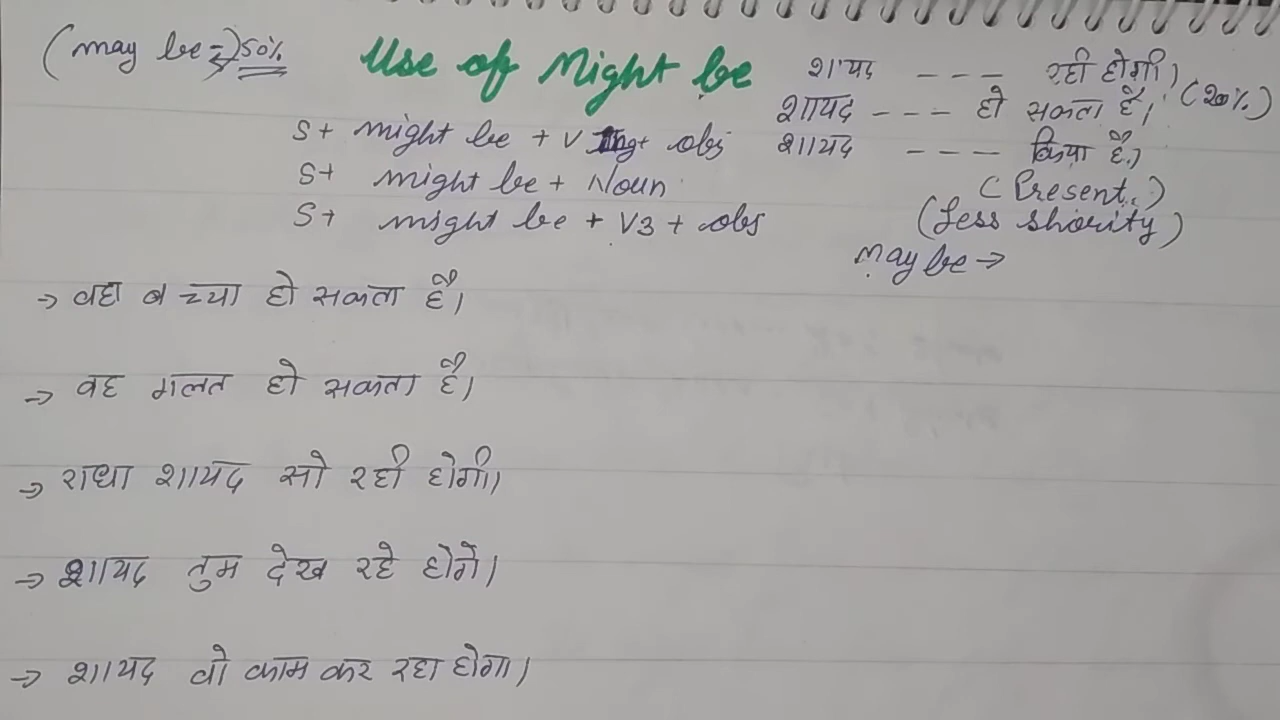 (may be ⇒) 50%
Use of Might be
शायद --- रही होगी। (20%)
शायद --- हो सकता है।
शायद --- किया है।
S+ might be + V ing+ obj
S+ might be + Noun
S+ might be + V3 + obj
(Present.)
(Less shority)
may be →
→ वहा बच्चा हो सकता है।
→ वह गलत हो सकता है।
→ राधा शायद सो रही होगी।
→ शायद तुम देख रहे होगें।
→ शायद वो काम कर रहा होगा।